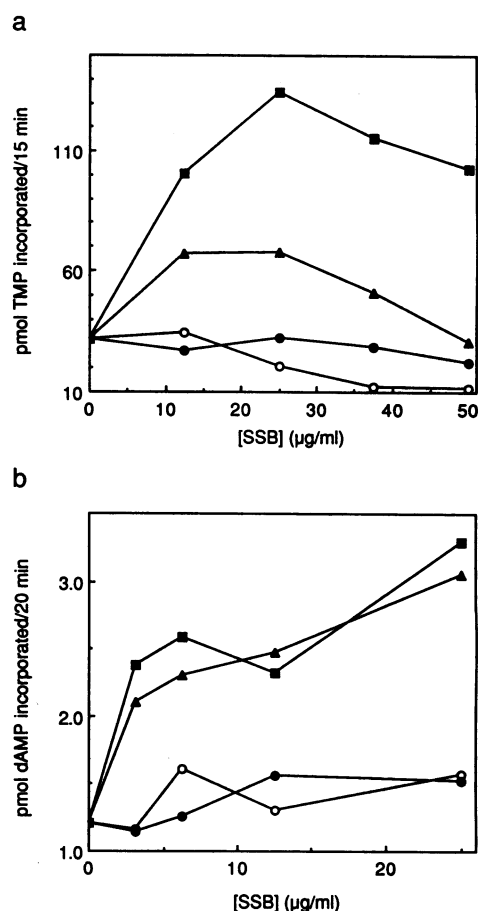 a
pmol TMP incorporated/15 min
110
60
10
0 10 20 30 40 50
[SSB] (µg/ml)
b
pmol dAMP incorporated/20 min
3.0
2.0
1.0
0 10 20
[SSB] (µg/ml)